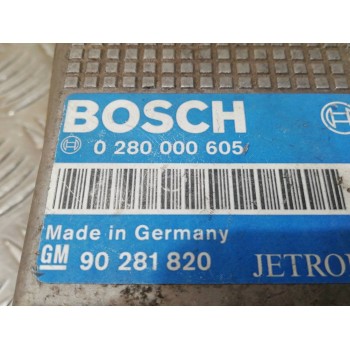 BOSCH
0 280 000 605
Made in Germany
GM 90 281 820 JETRO